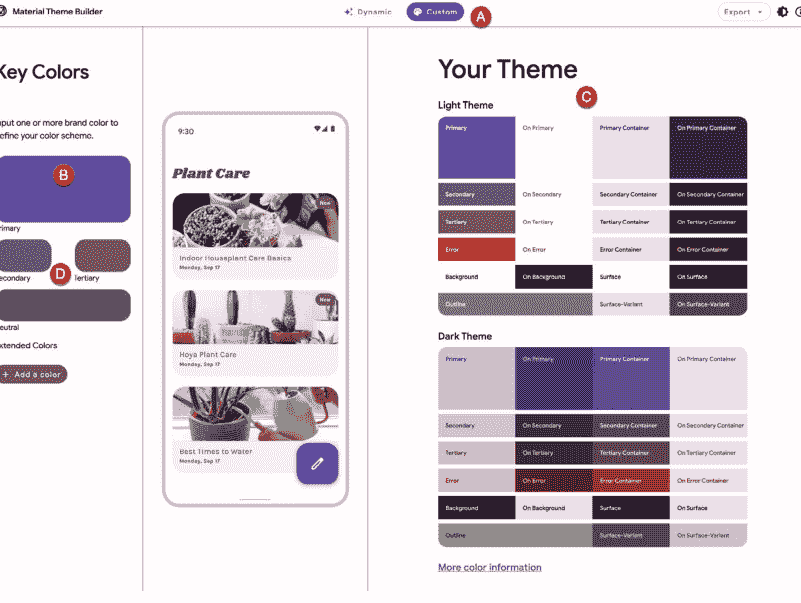 Material Theme Builder
Dynamic
Custom
A
Export
Key Colors
nput one or more brand color to
efine your color scheme.
B
rimary
econdary
D
Tertiary
eutral
xtended Colors
+ Add a color
9:30
Plant Care
New
Indoor Houseplant Care Basics
Monday, Sep 17
New
Hoya Plant Care
Monday, Sep 17
Best Times to Water
Monday, Sep 17
Your Theme
C
Light Theme
Primary On Primary Primary Container On Primary Container
Secondary On Secondary Secondary Container On Secondary Container
Tertiary On Tertiary Tertiary Container On Tertiary Container
Error On Error Error Container On Error Container
Background On Background Surface On Surface
Outline Surface-Variant On Surface-Variant
Dark Theme
Primary On Primary Primary Container On Primary Container
Secondary On Secondary Secondary Container On Secondary Container
Tertiary On Tertiary Tertiary Container On Tertiary Container
Error On Error Error Container On Error Container
Background On Background Surface On Surface
Outline Surface-Variant On Surface-Variant
More color information